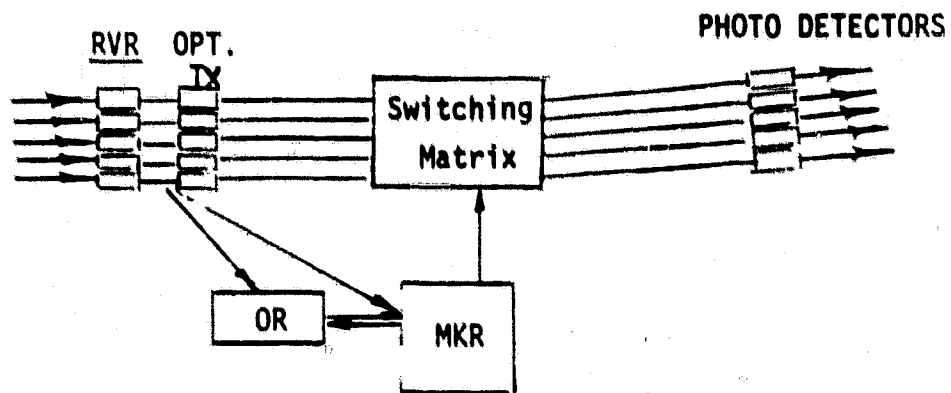 RVR OPT. TX
PHOTO DETECTORS
Switching
Matrix
OR
MKR